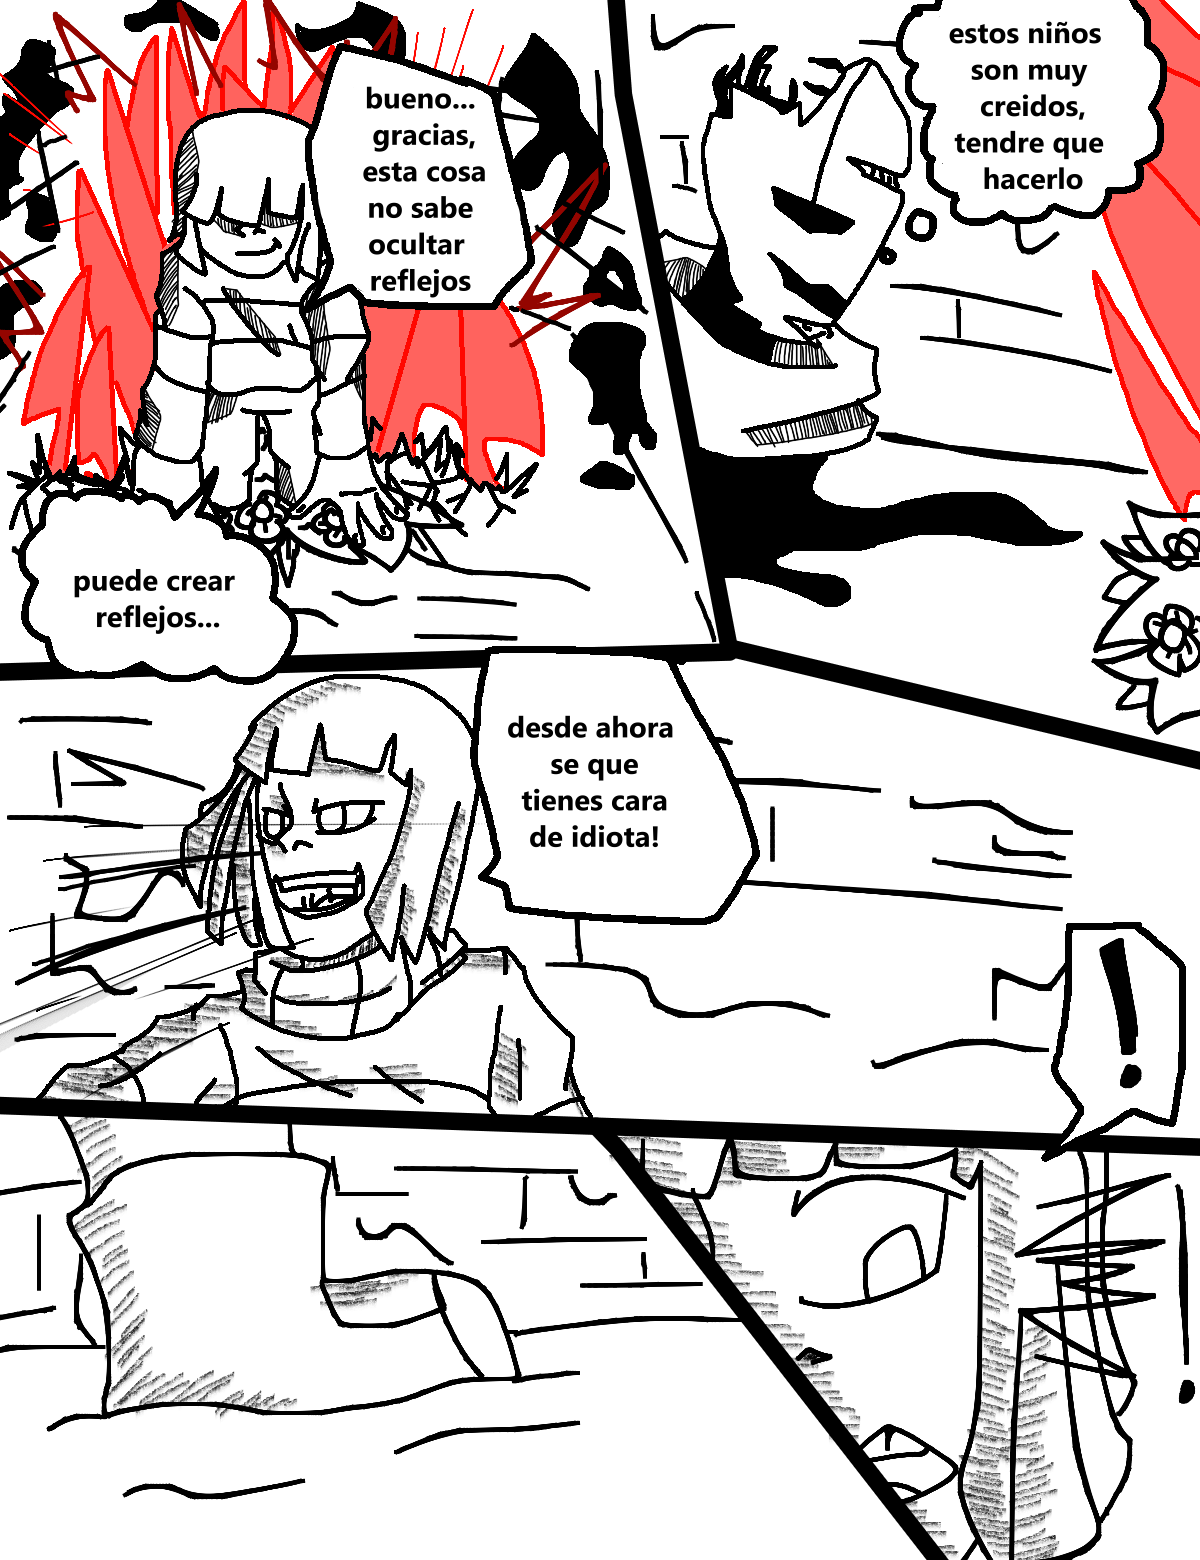 bueno...
gracias,
esta cosa
no sabe
ocultar
reflejos
puede crear
reflejos...
estos niños
son muy
creidos,
tendre que
hacerlo
desde ahora
se que
tienes cara
de idiota!
!